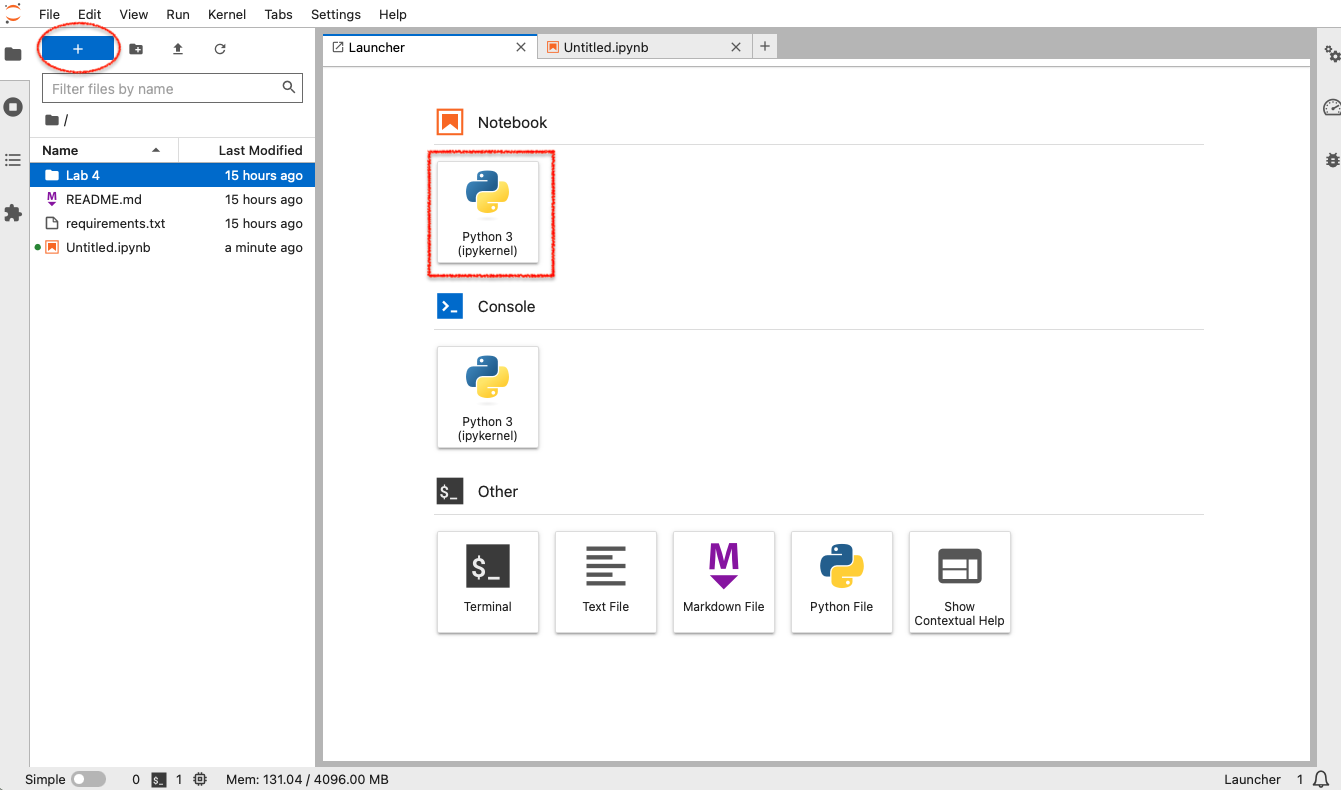 File Edit View Run Kernel Tabs Settings Help
+
Filter files by name
/
Name Last Modified
Lab 4 15 hours ago
README.md 15 hours ago
requirements.txt 15 hours ago
Untitled.ipynb a minute ago
Launcher Untitled.ipynb +
Notebook
Python 3
(ipykernel)
Console
Python 3
(ipykernel)
$_ Other
$_
Terminal
Text File
M
Markdown File
Python File
Show
Contextual Help
Simple 0 $_ 1 Mem: 131.04 / 4096.00 MB Launcher 1